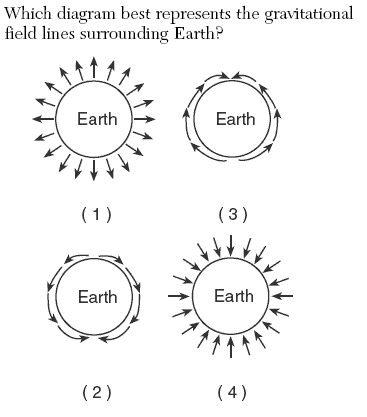 Which diagram best represents the gravitational
field lines surrounding Earth?
Earth
Earth
( 1 )
( 3 )
Earth
Earth
( 2 )
( 4 )